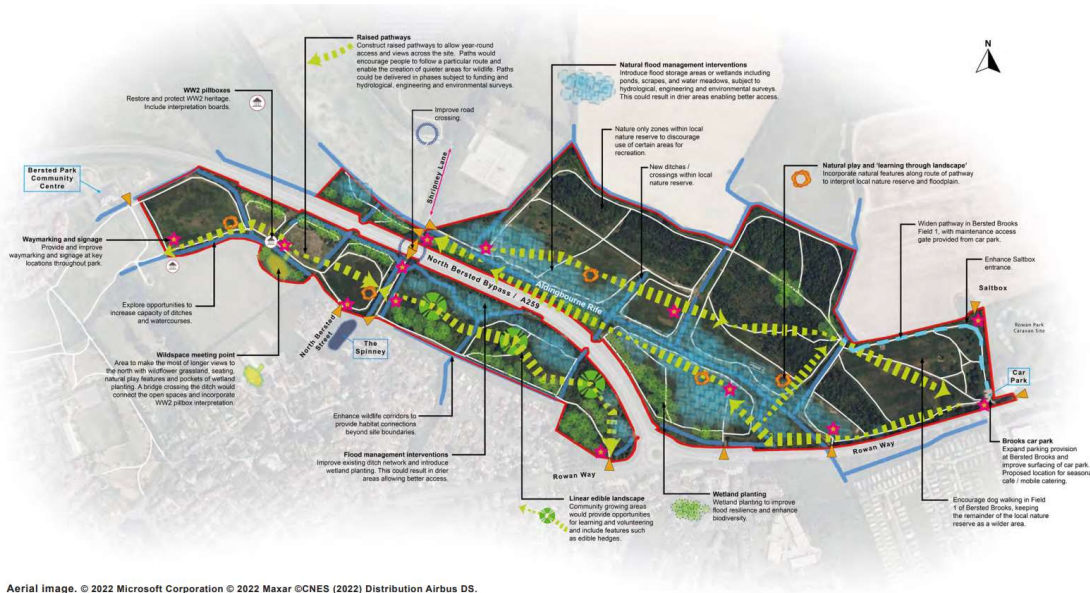 Raised pathways
Construct raised pathways to allow year-round
access and views across the site. Paths would
encourage people to follow a particular route and
enable the creation of quieter areas for wildlife. Paths
could be delivered in phases subject to funding and
hydrological, engineering and environmental surveys.
WW2 pillboxes
Restore and protect WW2 heritage.
Include interpretation boards.
Improve road
crossing.
Natural flood management interventions
Introduce flood storage areas or wetlands including
ponds, scrapes, and water meadows, subject to
hydrological, engineering and environmental surveys.
This could result in drier areas enabling better access.
N
Nature only zones within local
nature reserve to discourage
use of certain areas for
recreation.
New ditches /
crossings within local
nature reserve.
Natural play and 'learning through landscape'
Incorporate natural features along route of pathway
to interpret local nature reserve and floodplain.
Bersted Park
Community
Centre
Shripney Lane
Widen pathway in Bersted Brooks
Field 1, with maintenance access
gate provided from car park.
Waymarking and signage
Provide and improve
waymarking and signage at key
locations throughout park.
Enhance Saltbox
entrance.
Saltbox
North Bersted Bypass / A259
Aldingbourne Rife
Explore opportunities to
increase capacity of ditches
and watercourses.
Rowan Park
Caravan Site
North Bersted
Street
The
Spinney
Wildspace meeting point
Area to make the most of longer views to
the north with wildflower grassland, seating,
natural play features and pockets of wetland
planting. A bridge crossing the ditch would
connect the open spaces and incorporate
WW2 pillbox interpretation.
Car
Park
Enhance wildlife corridors to
provide habitat connections
beyond site boundaries.
Flood management interventions
Improve existing ditch network and introduce
wetland planting. This could result in drier
areas allowing better access.
Rowan Way
Rowan Way
Brooks car park
Expand parking provision
at Bersted Brooks and
improve surfacing of car park.
Proposed location for seasonal
cafe / mobile catering.
Linear edible landscape
Community growing areas
would provide opportunities
for learning and volunteering
and include features such
as edible hedges.
Wetland planting
Wetland planting to improve
flood resilience and enhance
biodiversity.
Encourage dog walking in Field
1 of Bersted Brooks, keeping
the remainder of the local nature
reserve as a wilder area.
Aerial image. © 2022 Microsoft Corporation © 2022 Maxar ©CNES (2022) Distribution Airbus DS.